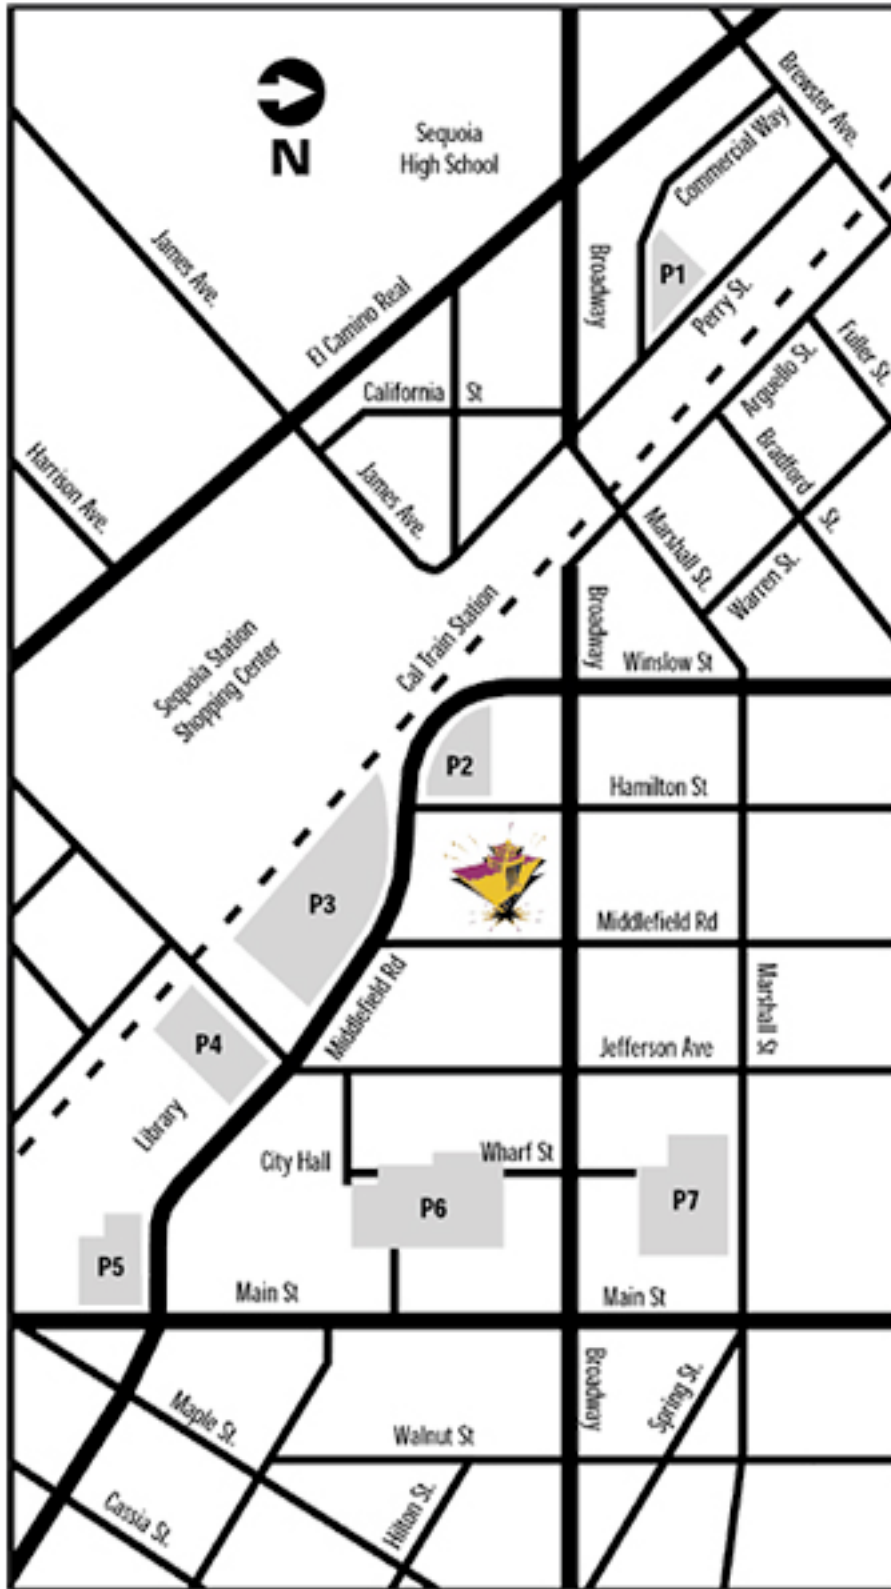 Brewster Ave.
Commercial Way
Sequoia
High School
N
James Ave.
Broadway
P1
Perry St.
El Camino Real
Fuller St.
Arguello St.
California St
Harrison Ave.
James Ave.
Bradford St.
Marshall St.
Warren St.
Cal Train Station
Broadway
Sequoia Station
Shopping Center
Winslow St
P2
Hamilton St
P3
Middlefield Rd
Middlefield Rd
Marshall St
P4
Jefferson Ave
Library
City Hall
Wharf St
P6
P7
P5
Main St
Main St
Broadway
Spring St.
Maple St.
Walnut St
Cassia St.
Hilton St.